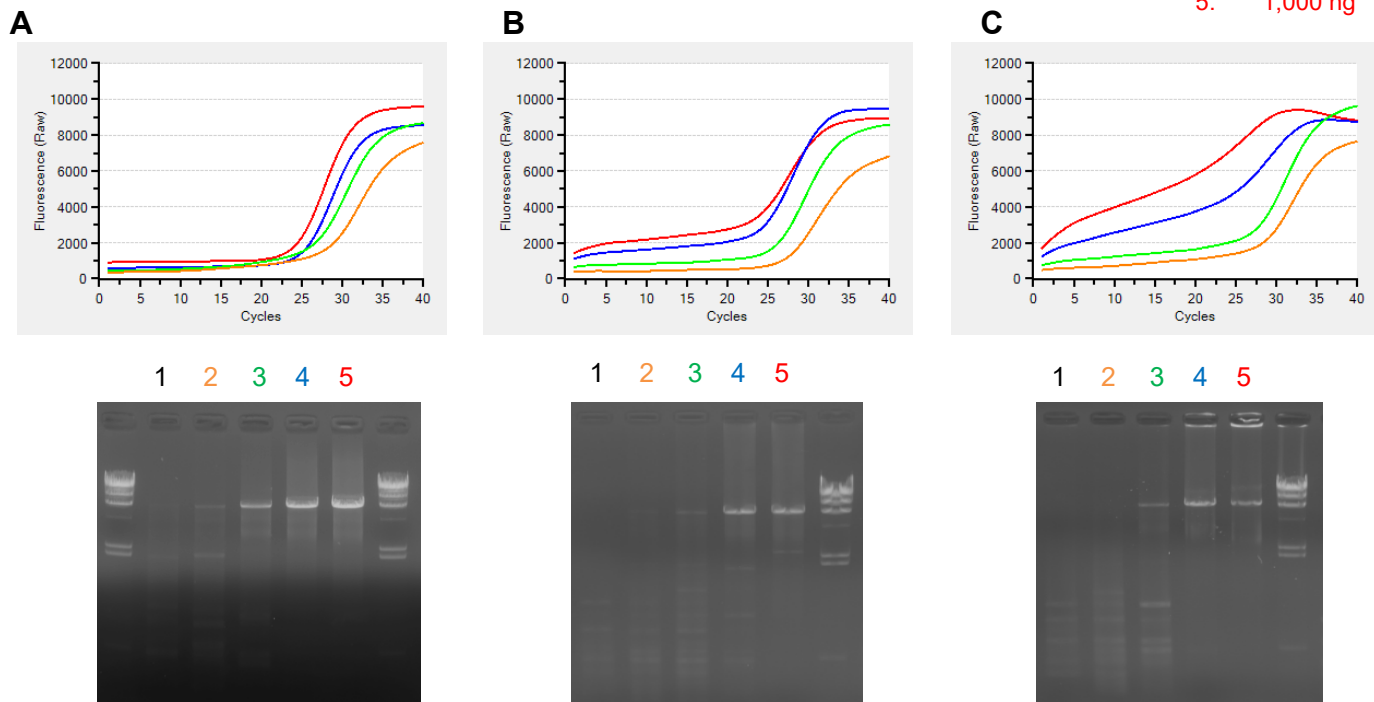 5. 1,000 ng
A B C
12000 12000 12000
10000 10000 10000
8000 8000 8000
6000 6000 6000
4000 4000 4000
2000 2000 2000
0 0 0
Fluorescence (Raw) Fluorescence (Raw) Fluorescence (Raw)
0 5 10 15 20 25 30 35 40 0 5 10 15 20 25 30 35 40 0 5 10 15 20 25 30 35 40
Cycles Cycles Cycles
1 2 3 4 5 1 2 3 4 5 1 2 3 4 5